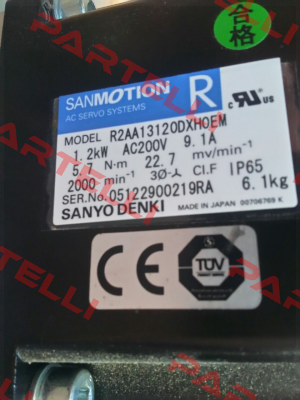 合格
SANMOTION R
AC SERVO SYSTEMS
MODEL R2AA13120DXH0EM
1.2kW AC200V 9.1A
5.7 N·m 22.7 mv/min⁻¹
2000 min⁻¹ 3Ø-人 CI.F IP65
SER.No.05122900219RA 6.1kg
SANYO DENKI MADE IN JAPAN 00706769 K
CE
TÜV
PARTELLI
PARTELLI
PARTELLI